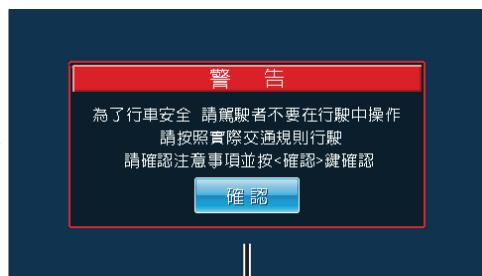 警 告
為了行車安全 請駕駛者不要在行駛中操作
請按照實際交通規則行駛
請確認注意事項並按<確認>鍵確認
確認